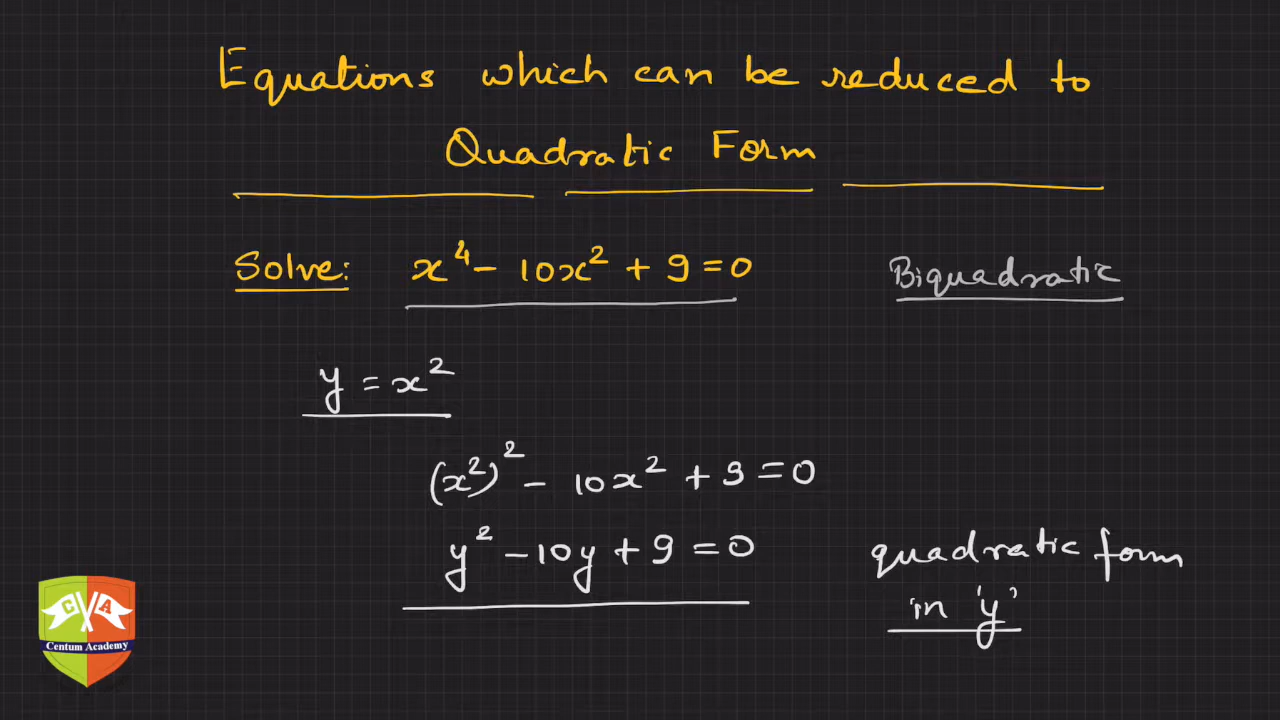 Equations which can be reduced to
Quadratic Form
Solve: x⁴ - 10x² + 9 = 0
Biquadratic
y = x²
(x²)² - 10x² + 9 = 0
y² - 10y + 9 = 0
quadratic form
in 'y'
C A
Centum Academy